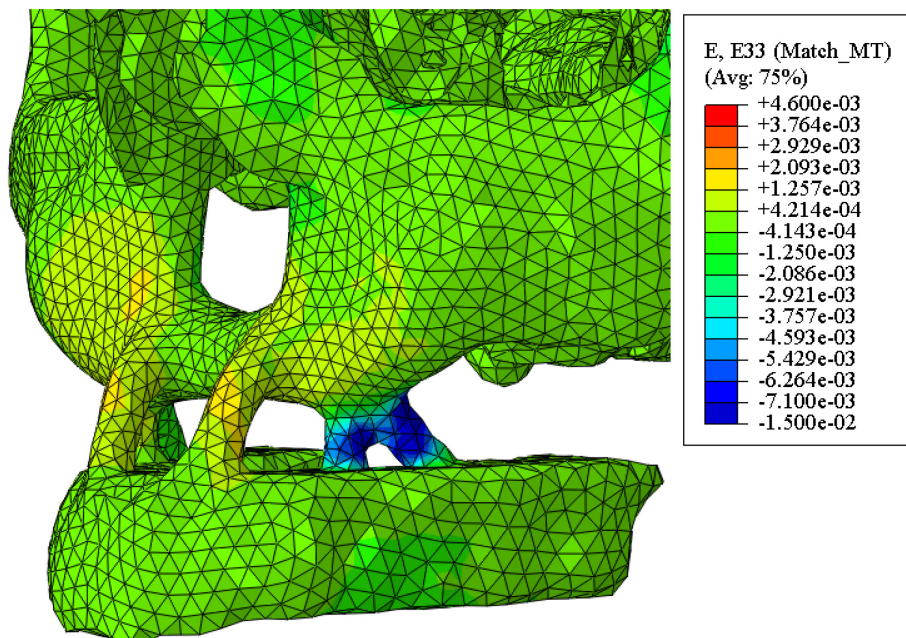 E, E33 (Match_MT)
(Avg: 75%)
+4.600e-03
+3.764e-03
+2.929e-03
+2.093e-03
+1.257e-03
+4.214e-04
-4.143e-04
-1.250e-03
-2.086e-03
-2.921e-03
-3.757e-03
-4.593e-03
-5.429e-03
-6.264e-03
-7.100e-03
-1.500e-02